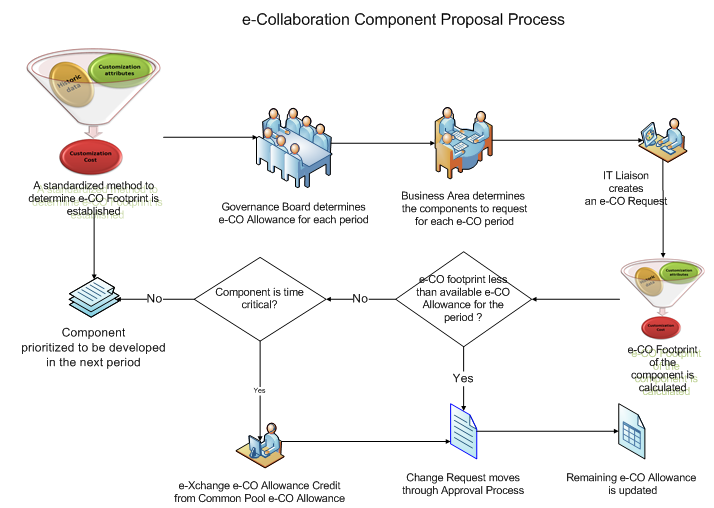 e-Collaboration Component Proposal Process
Customization
attributes
Historic
data
Customization
Cost
A standardized method to
determine e-CO Footprint is
established
Governance Board determines
e-CO Allowance for each period
Business Area determines
the components to request
for each e-CO period
IT Liaison
creates
an e-CO Request
Customization
attributes
Historic
data
Customization
Cost
e-CO Footprint
of the
component is
calculated
e-CO footprint less
than available e-CO
Allowance for the
period ?
No
Component is time
critical?
No
Component
prioritized to be developed
in the next period
Yes
Yes
e-Xchange e-CO Allowance Credit
from Common Pool e-CO Allowance
Change Request moves
through Approval Process
Remaining e-CO Allowance
is updated